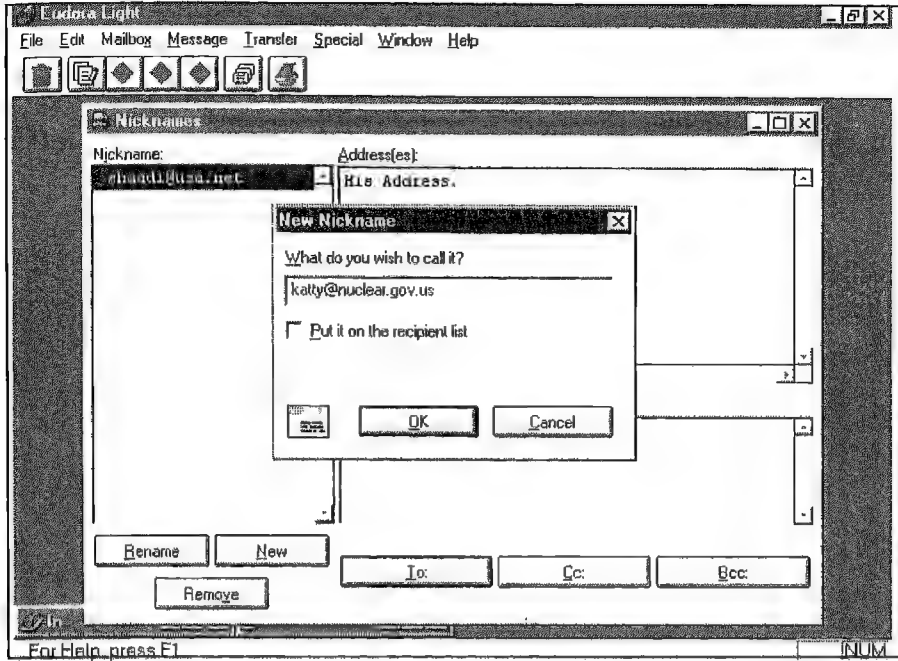 Eudora Light
File Edit Mailbox Message Transfer Special Window Help
Nicknames
Nickname:
Address(es):
His Address.
New Nickname
What do you wish to call it?
katty@nuclear.gov.us
Put it on the recipient list
OK
Cancel
Rename
New
Remove
To:
Cc:
Bcc:
In
For Help, press F1
NUM